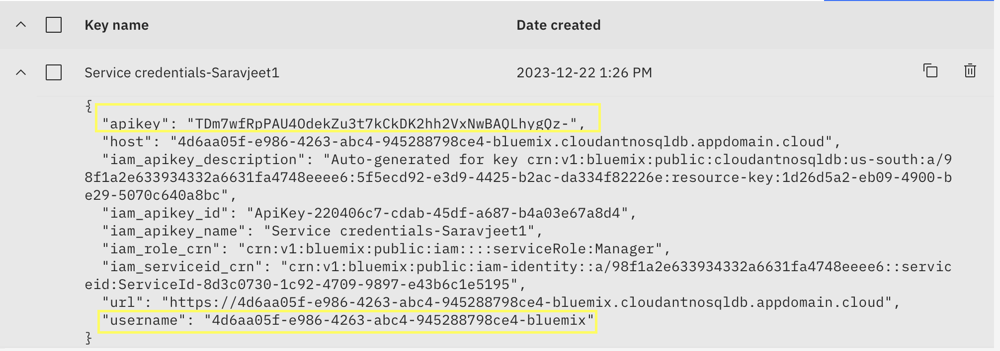 Key name Date created
Service credentials-Saravjeet1 2023-12-22 1:26 PM
{
"apikey": "TDm7wfRpPAU4OdekZu3t7kCkDK2hh2VxNwBAQLhygQz-",
"host": "4d6aa05f-e986-4263-abc4-945288798ce4-bluemix.cloudantnosqldb.appdomain.cloud",
"iam_apikey_description": "Auto-generated for key crn:v1:bluemix:public:cloudantnosqldb:us-south:a/9
8f1a2e633934332a6631fa4748eeee6:5f5ecd92-e3d9-4425-b2ac-da334f82226e:resource-key:1d26d5a2-eb09-4900-b
e29-5070c640a8bc",
"iam_apikey_id": "ApiKey-220406c7-cdab-45df-a687-b4a03e67a8d4",
"iam_apikey_name": "Service credentials-Saravjeet1",
"iam_role_crn": "crn:v1:bluemix:public:iam::::serviceRole:Manager",
"iam_serviceid_crn": "crn:v1:bluemix:public:iam-identity::a/98f1a2e633934332a6631fa4748eeee6::servic
eid:ServiceId-8d3c0730-1c92-4709-9897-e43b6c1e5195",
"url": "https://4d6aa05f-e986-4263-abc4-945288798ce4-bluemix.cloudantnosqldb.appdomain.cloud",
"username": "4d6aa05f-e986-4263-abc4-945288798ce4-bluemix"
}